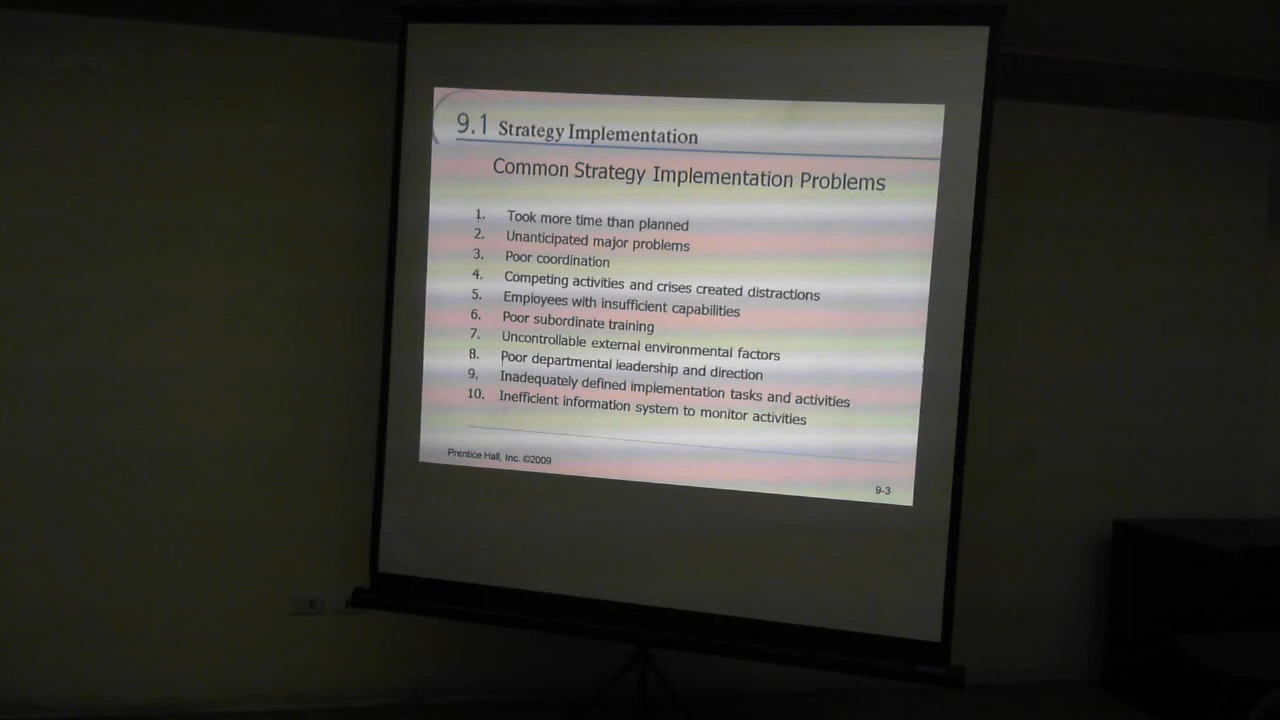 9.1 Strategy Implementation
Common Strategy Implementation Problems
1. Took more time than planned
2. Unanticipated major problems
3. Poor coordination
4. Competing activities and crises created distractions
5. Employees with insufficient capabilities
6. Poor subordinate training
7. Uncontrollable external environmental factors
8. Poor departmental leadership and direction
9. Inadequately defined implementation tasks and activities
10. Inefficient information system to monitor activities
Prentice Hall, Inc. ©2009
9-3